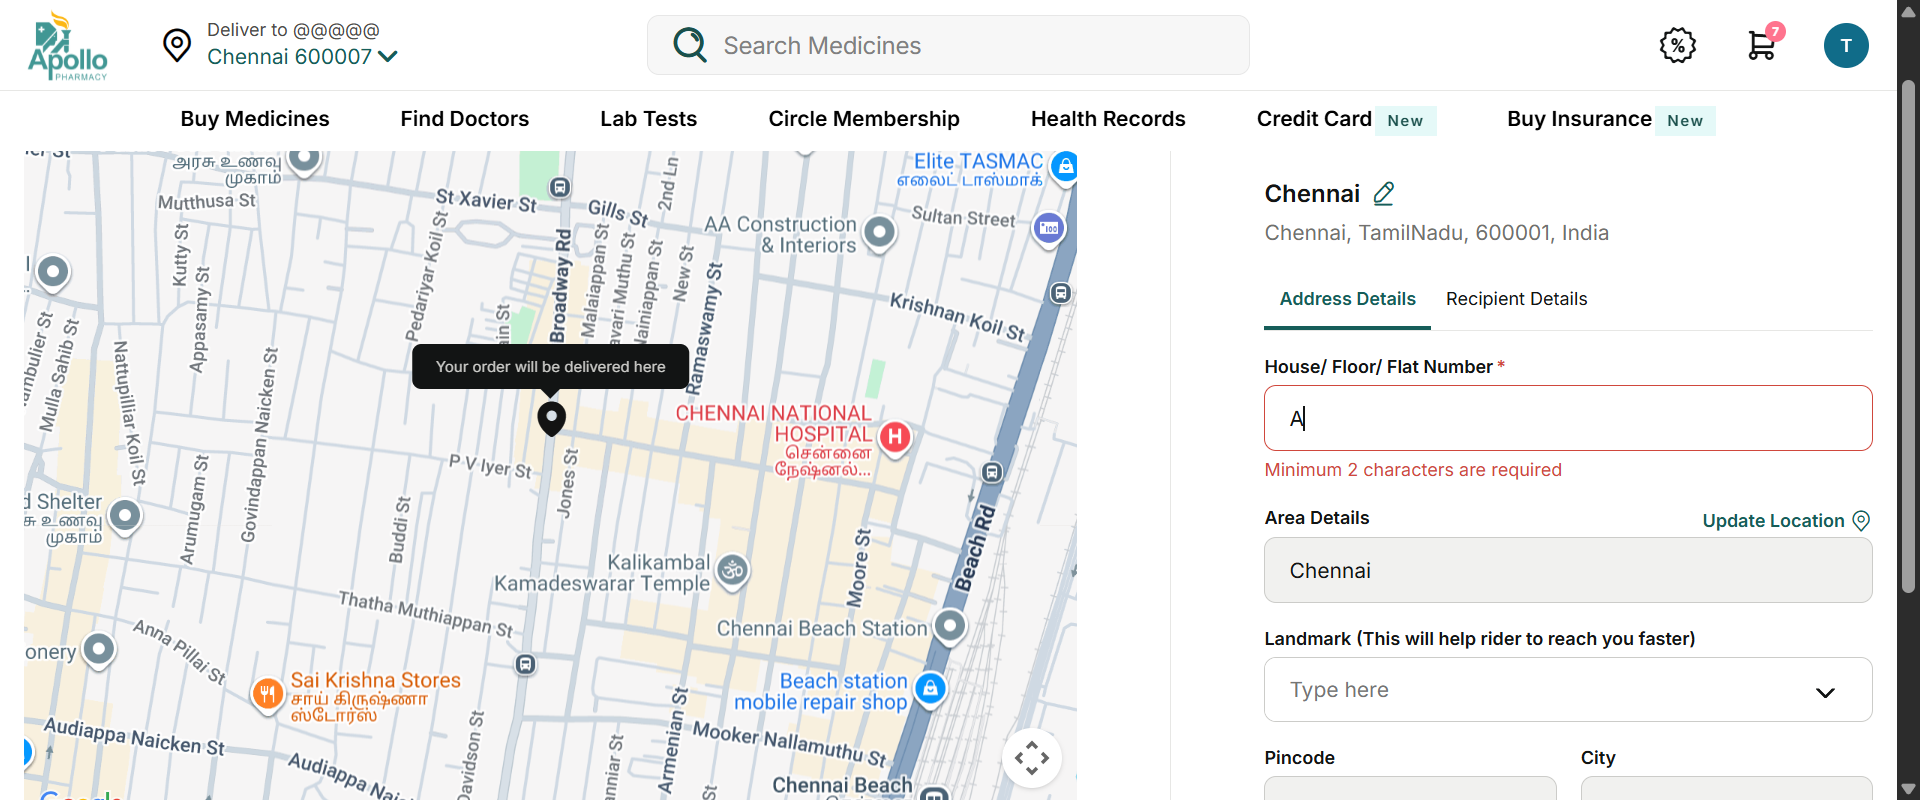 Apollo
PHARMACY
Deliver to @@@@@
Chennai 600007
Search Medicines
7
T
Buy Medicines
Find Doctors
Lab Tests
Circle Membership
Health Records
Credit Card New
Buy Insurance New
அரசு உணவு
முகாம்
Mutthusa St
St Xavier St
Gills St
2nd Ln
Elite TASMAC
எலைட் டாஸ்மாக்
Sultan Street
AA Construction
& Interiors
Kutty St
Appasamy St
Pedariyar Koil St
Broadway Rd
Malaiappan St
New St
Ramaswamy St
Krishnan Koil St
Mulla Sahib St
Nattupilliar Koil St
Govindappan Naicken St
Your order will be delivered here
CHENNAI NATIONAL
HOSPITAL
சென்னை
நேஷ்னல்...
H
P V Iyer St
Jones St
Shelter
உணவு
முகாம்
Arumugam St
Buddi St
Kalikambal
Kamadeswarar Temple
Moore St
Beach Rd
Thatha Muthiappan St
Chennai Beach Station
Anna Pillai St
Sai Krishna Stores
சாய் கிருஷ்ணா
ஸ்டோர்ஸ்
Beach station
mobile repair shop
Audiappa Naicken St
Audiappa Naicken
Davidson St
Armenian St
Mooker Nallamuthu St
Chennai Beach
Chennai
Chennai, TamilNadu, 600001, India
Address Details
Recipient Details
House/ Floor/ Flat Number *
A
Minimum 2 characters are required
Area Details
Update Location
Chennai
Landmark (This will help rider to reach you faster)
Type here
Pincode
City